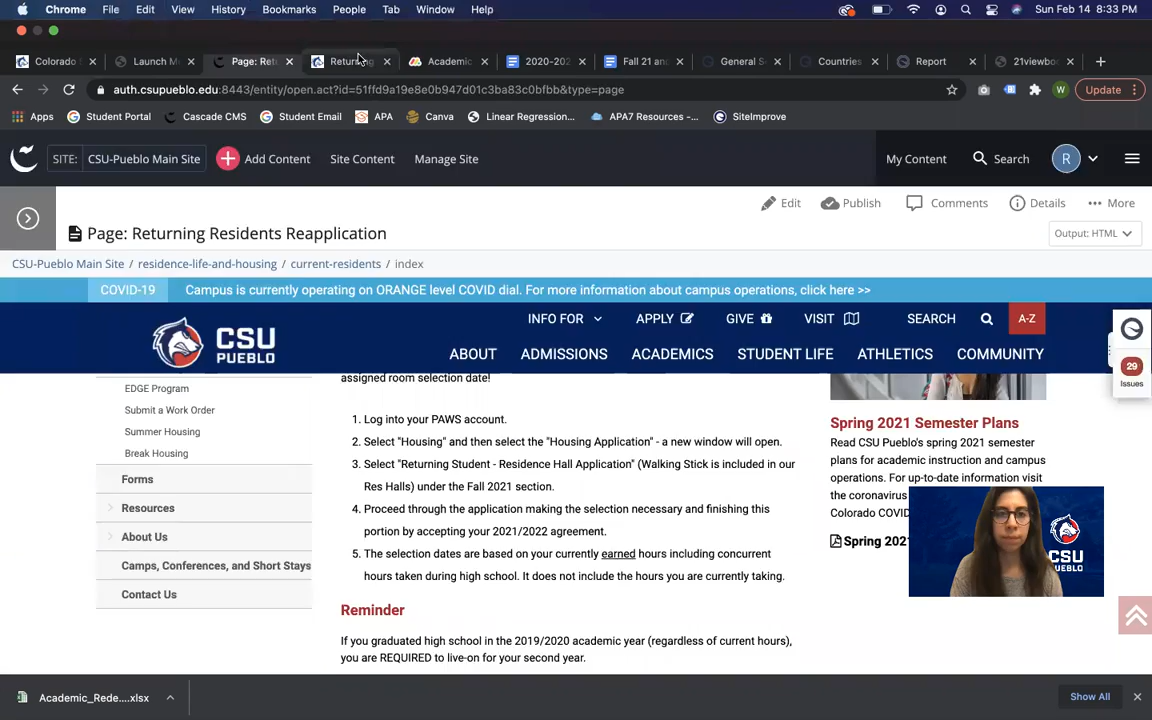 Chrome File Edit View History Bookmarks People Tab Window Help Sun Feb 14 8:33 PM
Colorado Launch M Page: Ret Returning Academic 2020-202 Fall 21 and General S Countries Report 21viewbo
auth.csupueblo.edu:8443/entity/open.act?id=51ffd9a19e8e0b947d01c3ba83c0bfbb&type=page W Update
Apps Student Portal Cascade CMS Student Email APA Canva Linear Regression... APA7 Resources -... SiteImprove
SITE: CSU-Pueblo Main Site Add Content Site Content Manage Site My Content Search R
Edit Publish Comments Details More
Page: Returning Residents Reapplication Output: HTML
CSU-Pueblo Main Site / residence-life-and-housing / current-residents / index
COVID-19 Campus is currently operating on ORANGE level COVID dial. For more information about campus operations, click here >>
INFO FOR APPLY GIVE VISIT SEARCH A-Z
CSU PUEBLO
ABOUT ADMISSIONS ACADEMICS STUDENT LIFE ATHLETICS COMMUNITY
29
Issues
EDGE Program
Submit a Work Order
Summer Housing
Break Housing
Forms
Resources
About Us
Camps, Conferences, and Short Stays
Contact Us
assigned room selection date!
1. Log into your PAWS account.
2. Select "Housing" and then select the "Housing Application" - a new window will open.
3. Select "Returning Student - Residence Hall Application" (Walking Stick is included in our
Res Halls) under the Fall 2021 section.
4. Proceed through the application making the selection necessary and finishing this
portion by accepting your 2021/2022 agreement.
5. The selection dates are based on your currently earned hours including concurrent
hours taken during high school. It does not include the hours you are currently taking.
Reminder
If you graduated high school in the 2019/2020 academic year (regardless of current hours),
you are REQUIRED to live-on for your second year.
Spring 2021 Semester Plans
Read CSU Pueblo's spring 2021 semester
plans for academic instruction and campus
operations. For up-to-date information visit
the coronavirus
Colorado COVID
Spring 202
CSU
PUEBLO
Academic_Rede....xlsx Show All